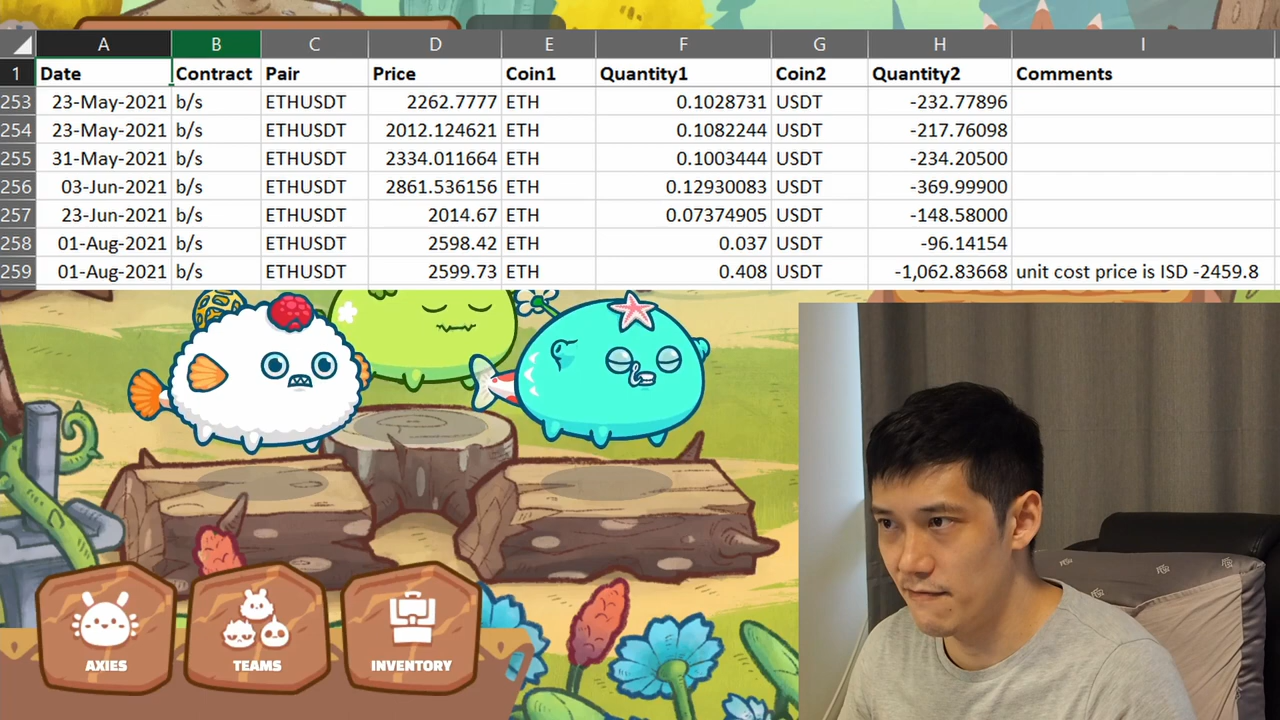 A B C D E F G H I
1 Date Contract Pair Price Coin1 Quantity1 Coin2 Quantity2 Comments
253 23-May-2021 b/s ETHUSDT 2262.7777 ETH 0.1028731 USDT -232.77896
254 23-May-2021 b/s ETHUSDT 2012.124621 ETH 0.1082244 USDT -217.76098
255 31-May-2021 b/s ETHUSDT 2334.011664 ETH 0.1003444 USDT -234.20500
256 03-Jun-2021 b/s ETHUSDT 2861.536156 ETH 0.12930083 USDT -369.99900
257 23-Jun-2021 b/s ETHUSDT 2014.67 ETH 0.07374905 USDT -148.58000
258 01-Aug-2021 b/s ETHUSDT 2598.42 ETH 0.037 USDT -96.14154
259 01-Aug-2021 b/s ETHUSDT 2599.73 ETH 0.408 USDT -1,062.83668 unit cost price is ISD -2459.8
AXIES TEAMS INVENTORY